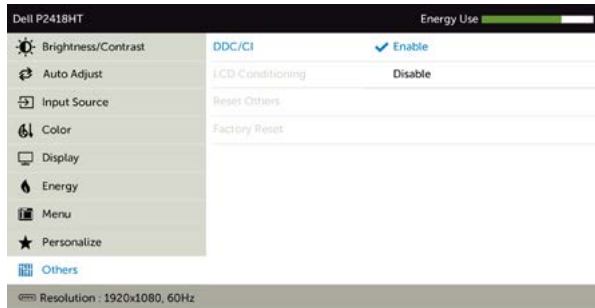 Dell P2418HT
Energy Use
Brightness/Contrast
DDC/CI
Enable
Auto Adjust
LCD Conditioning
Disable
Input Source
Reset Others
Color
Factory Reset
Display
Energy
Menu
Personalize
Others
Resolution : 1920x1080, 60Hz